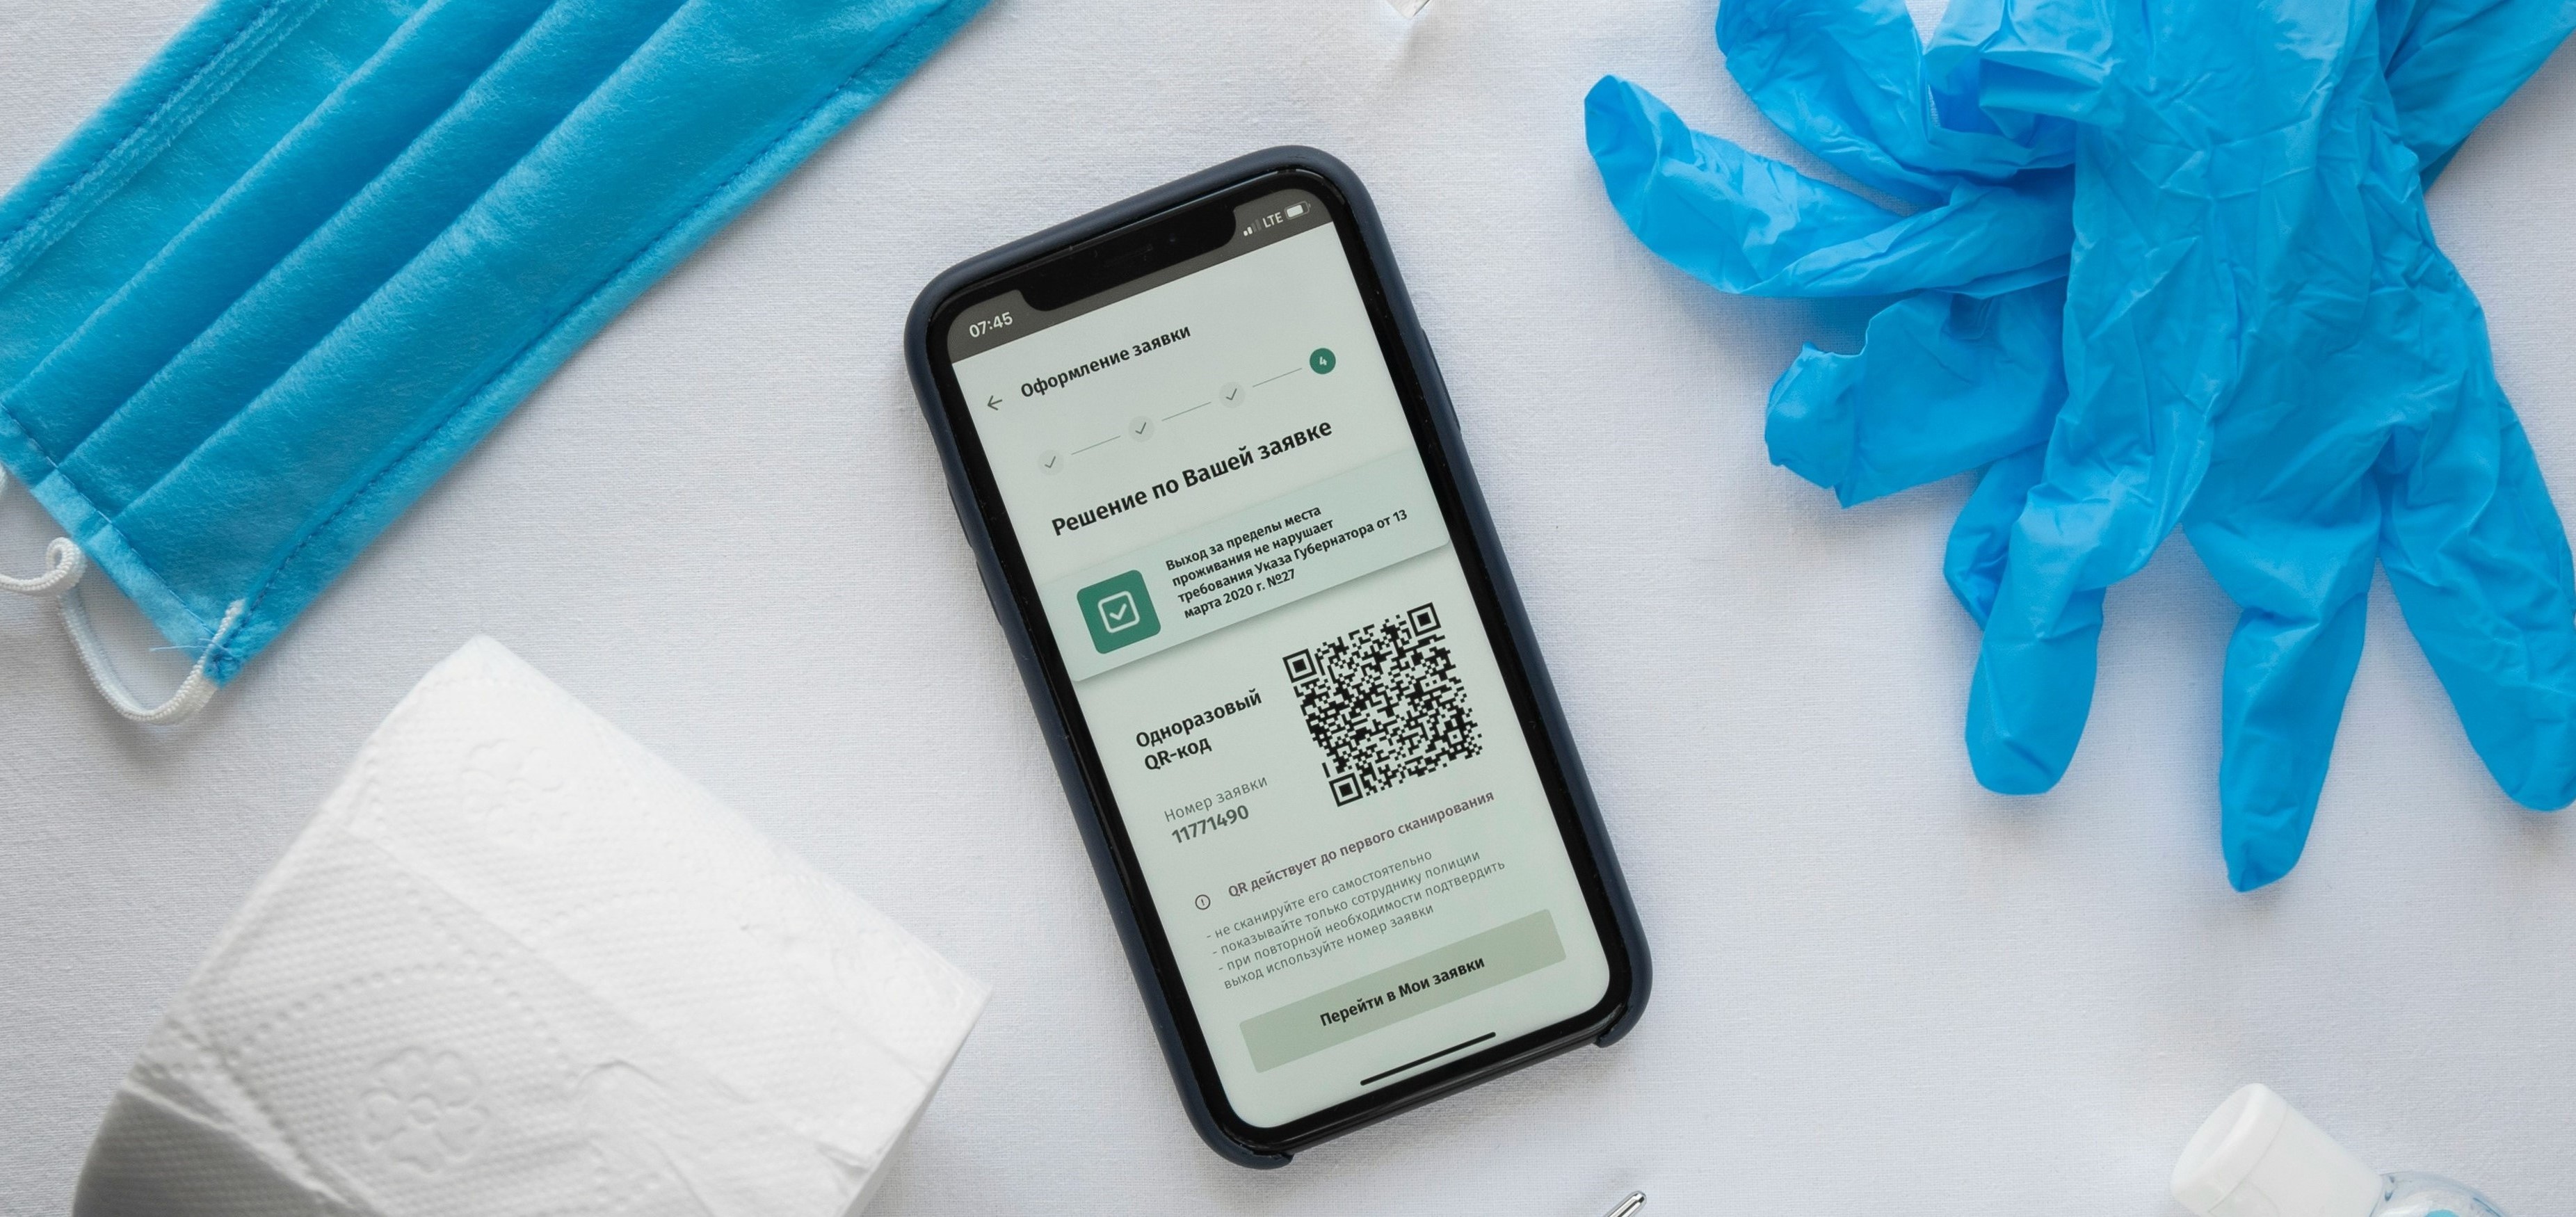 07:45
LTE
Оформление заявки
4
Решение по Вашей заявке
Выход за пределы места
проживания не нарушает
требования Указа Губернатора от 13
марта 2020 г. №27
Одноразовый
QR-код
Номер заявки
11771490
QR действует до первого сканирования
- не сканируйте его самостоятельно
- показывайте только сотруднику полиции
- при повторной необходимости подтвердить
выход используйте номер заявки
Перейти в Мои заявки